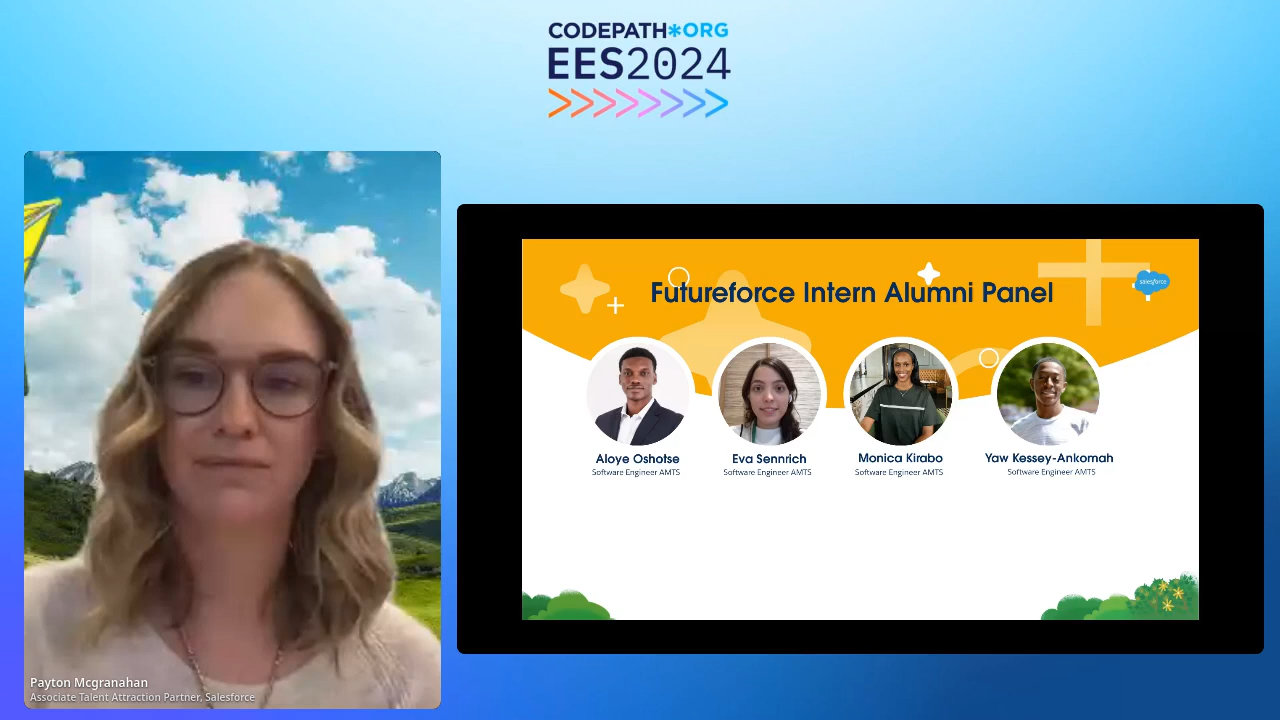 CODEPATH*ORG
EES2024
Futureforce Intern Alumni Panel
salesforce
Aloye Oshotse
Software Engineer AMTS
Eva Sennrich
Software Engineer AMTS
Monica Kirabo
Software Engineer AMTS
Yaw Kessey-Ankomah
Software Engineer AMTS
Payton Mcgranahan
Associate Talent Attraction Partner, Salesforce